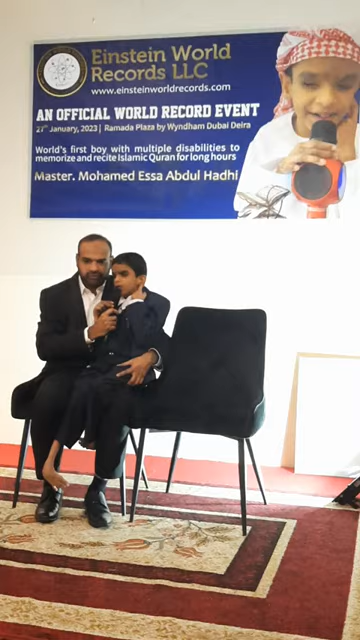 Einstein World
Records LLC
www.einsteinworldrecords.com
AN OFFICIAL WORLD RECORD EVENT
27th January, 2023 | Ramada Plaza by Wyndham Dubai Deira
World's first boy with multiple disabilities to
memorize and recite Islamic Quran for long hours
Master. Mohamed Essa Abdul Hadhi